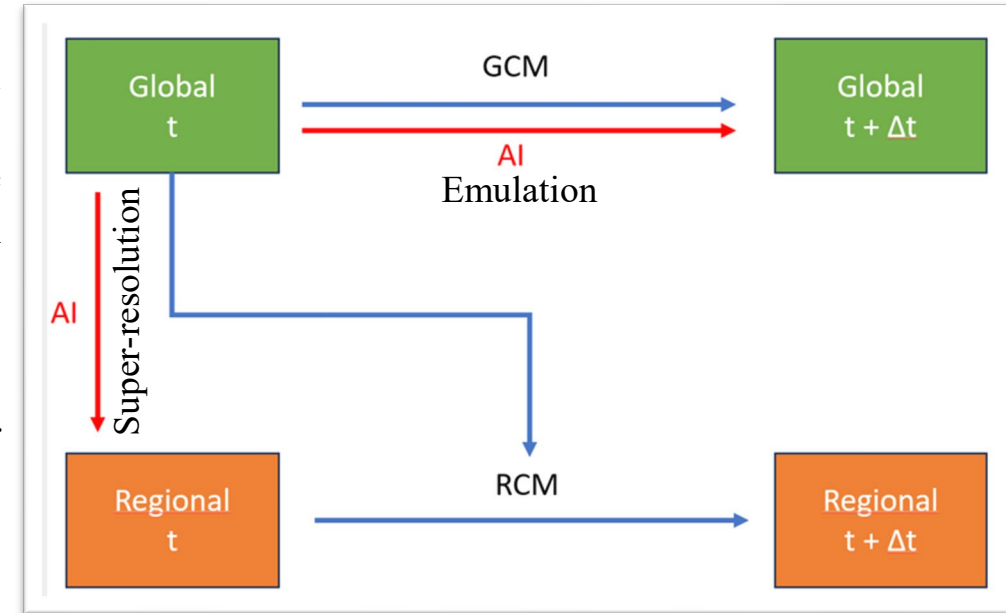 Global
t
GCM
AI
Emulation
Global
t + Δt
AI
Super-resolution
Regional
t
RCM
Regional
t + Δt